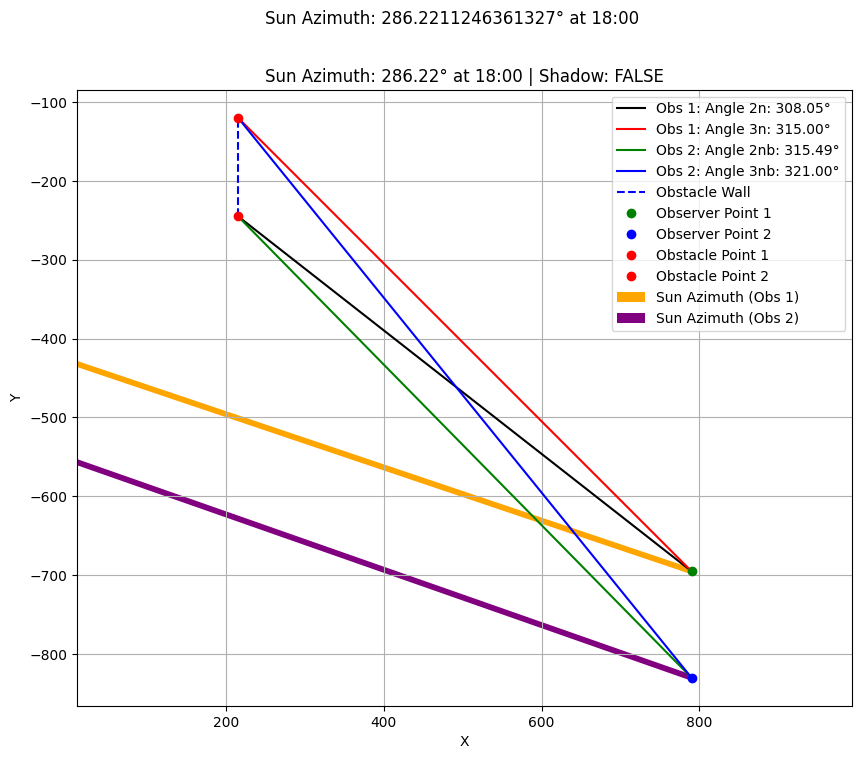 Sun Azimuth: 286.2211246361327° at 18:00
Sun Azimuth: 286.22° at 18:00 | Shadow: FALSE
Obs 1: Angle 2n: 308.05°
Obs 1: Angle 3n: 315.00°
Obs 2: Angle 2nb: 315.49°
Obs 2: Angle 3nb: 321.00°
Obstacle Wall
Observer Point 1
Observer Point 2
Obstacle Point 1
Obstacle Point 2
Sun Azimuth (Obs 1)
Sun Azimuth (Obs 2)
−100
−200
−300
−400
−500
−600
−700
−800
Y
200 400 600 800
X